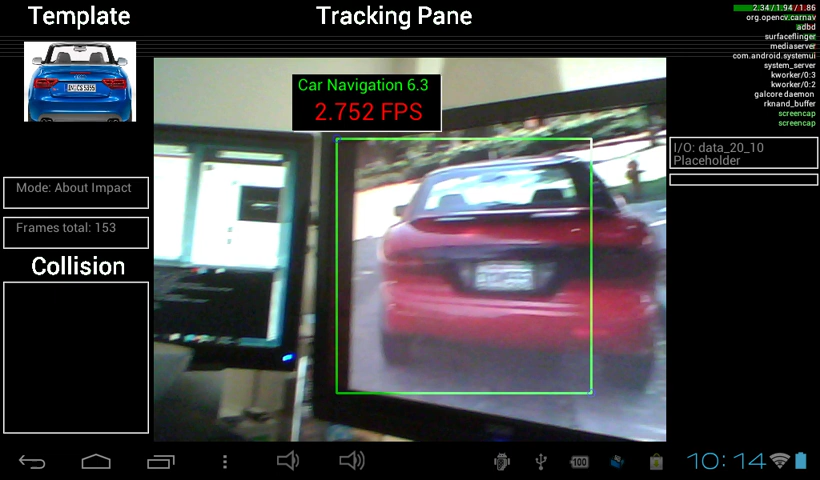 Template
Tracking Pane
2.34 / 1.94 / 1.86
org.opencv.carnav
adbd
surfaceflinger
mediaserver
com.android.systemui
system_server
kworker/0:3
kworker/0:2
galcore daemon
rknand_buffer
screencap
screencap
Car Navigation 6.3
2.752 FPS
I/O: data_20_10
Placeholder
Mode: About Impact
Frames total: 153
Collision
100
10:14